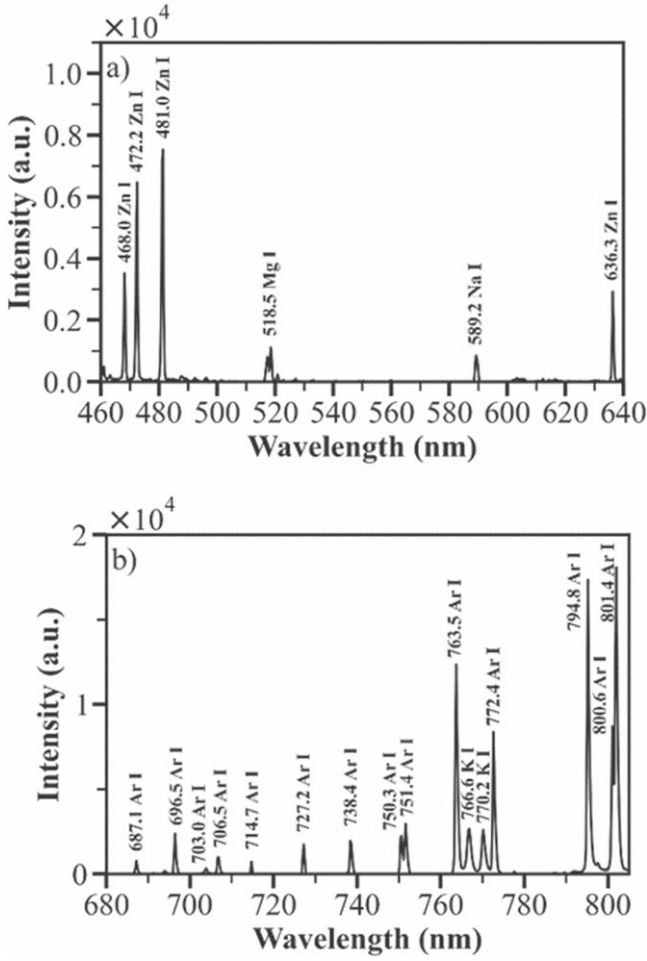 ×10⁴
a)
1.0
0.8
0.6
0.4
0.2
0.0
Intensity (a.u.)
468.0 Zn I
472.2 Zn I
481.0 Zn I
518.5 Mg I
589.2 Na I
636.3 Zn I
460 480 500 520 540 560 580 600 620 640
Wavelength (nm)
×10⁴
b)
2
1
0
Intensity (a.u.)
687.1 Ar I
696.5 Ar I
703.0 Ar I
706.5 Ar I
714.7 Ar I
727.2 Ar I
738.4 Ar I
750.3 Ar I
751.4 Ar I
763.5 Ar I
766.6 K I
770.2 K I
772.4 Ar I
794.8 Ar I
800.6 Ar I
801.4 Ar I
680 700 720 740 760 780 800
Wavelength (nm)